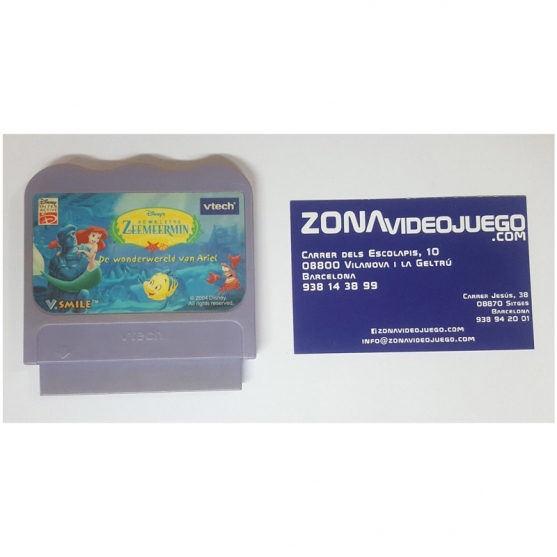 Disney's
DE KLEINE
ZEEMEERMIN
vtech
De wonderwereld van Ariel
V.SMILE™
© 2004 Disney.
All rights reserved.
vtech
ZONAVIDEOJUEGO
.COM
CARRER DELS ESCOLAPIS, 10
08800 VILANOVA I LA GELTRÚ
BARCELONA
938 14 38 99
CARRER JESÚS, 38
08870 SITGES
BARCELONA
938 94 20 01
ZONAVIDEOJUEGO.COM
INFO@ZONAVIDEOJUEGO.COM